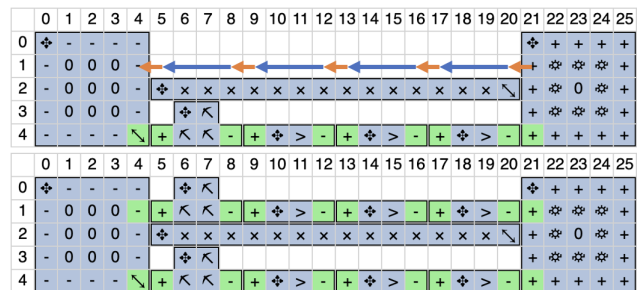 0 1 2 3 4 5 6 7 8 9 10 11 12 13 14 15 16 17 18 19 20 21 22 23 24 25
0 ✥ - - - - ✥ + + + +
1 - 0 0 0 - + ⛭ ⛭ ⛭ +
2 - 0 0 0 - ✥ × × × × × × × × × × × × × × ⤡ + ⛭ 0 ⛭ +
3 - 0 0 0 - ✥ ↖ + ⛭ ⛭ ⛭ +
4 - - - - ⤡ + ↖ ↖ - + ✥ > - + ✥ > - + ✥ > - + + + + +
0 1 2 3 4 5 6 7 8 9 10 11 12 13 14 15 16 17 18 19 20 21 22 23 24 25
0 ✥ - - - - ✥ ↖ ✥ + + + +
1 - 0 0 0 - + ↖ ↖ - + ✥ > - + ✥ > - + ✥ > - + ⛭ ⛭ ⛭ +
2 - 0 0 0 - ✥ × × × × × × × × × × × × × × ⤡ + ⛭ 0 ⛭ +
3 - 0 0 0 - ✥ ↖ + ⛭ ⛭ ⛭ +
4 - - - - ⤡ + ↖ ↖ - + ✥ > - + ✥ > - + ✥ > - + + + + +